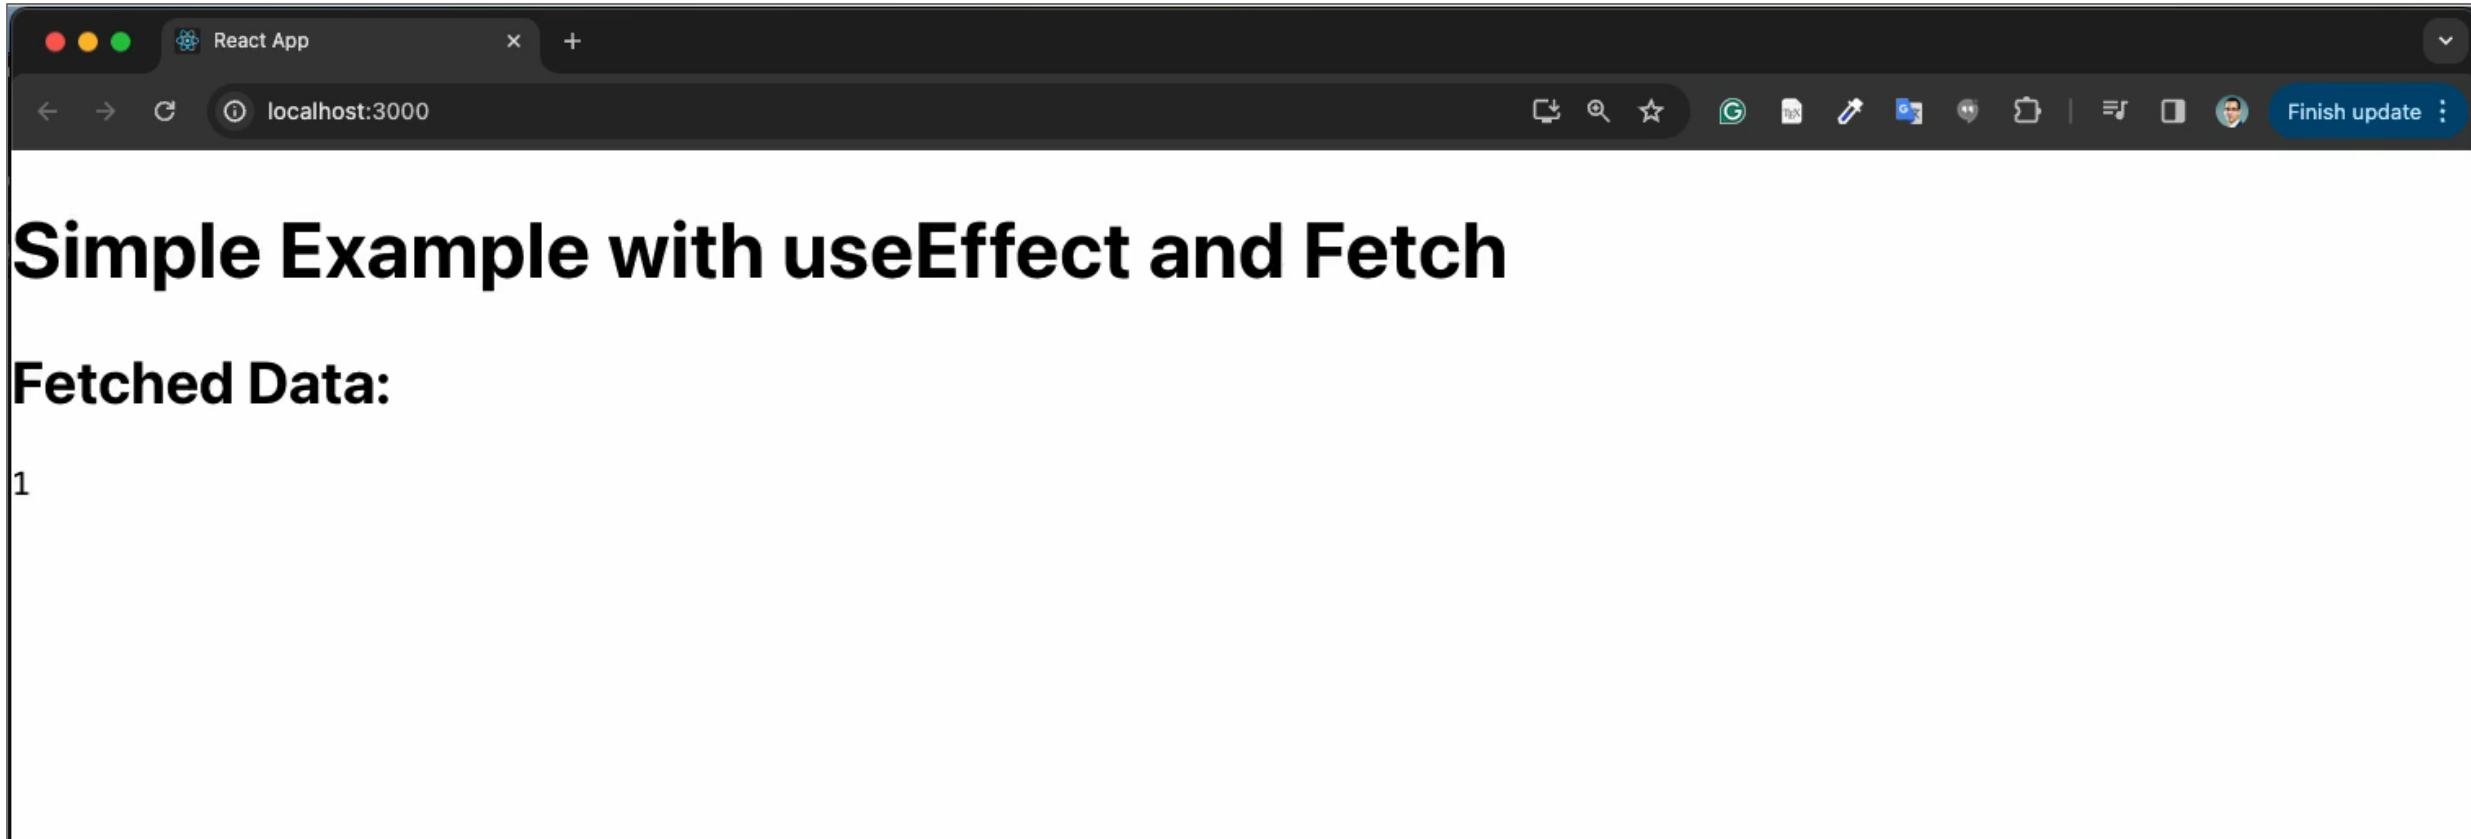 React App
localhost:3000
Finish update
Simple Example with useEffect and Fetch
Fetched Data:
1